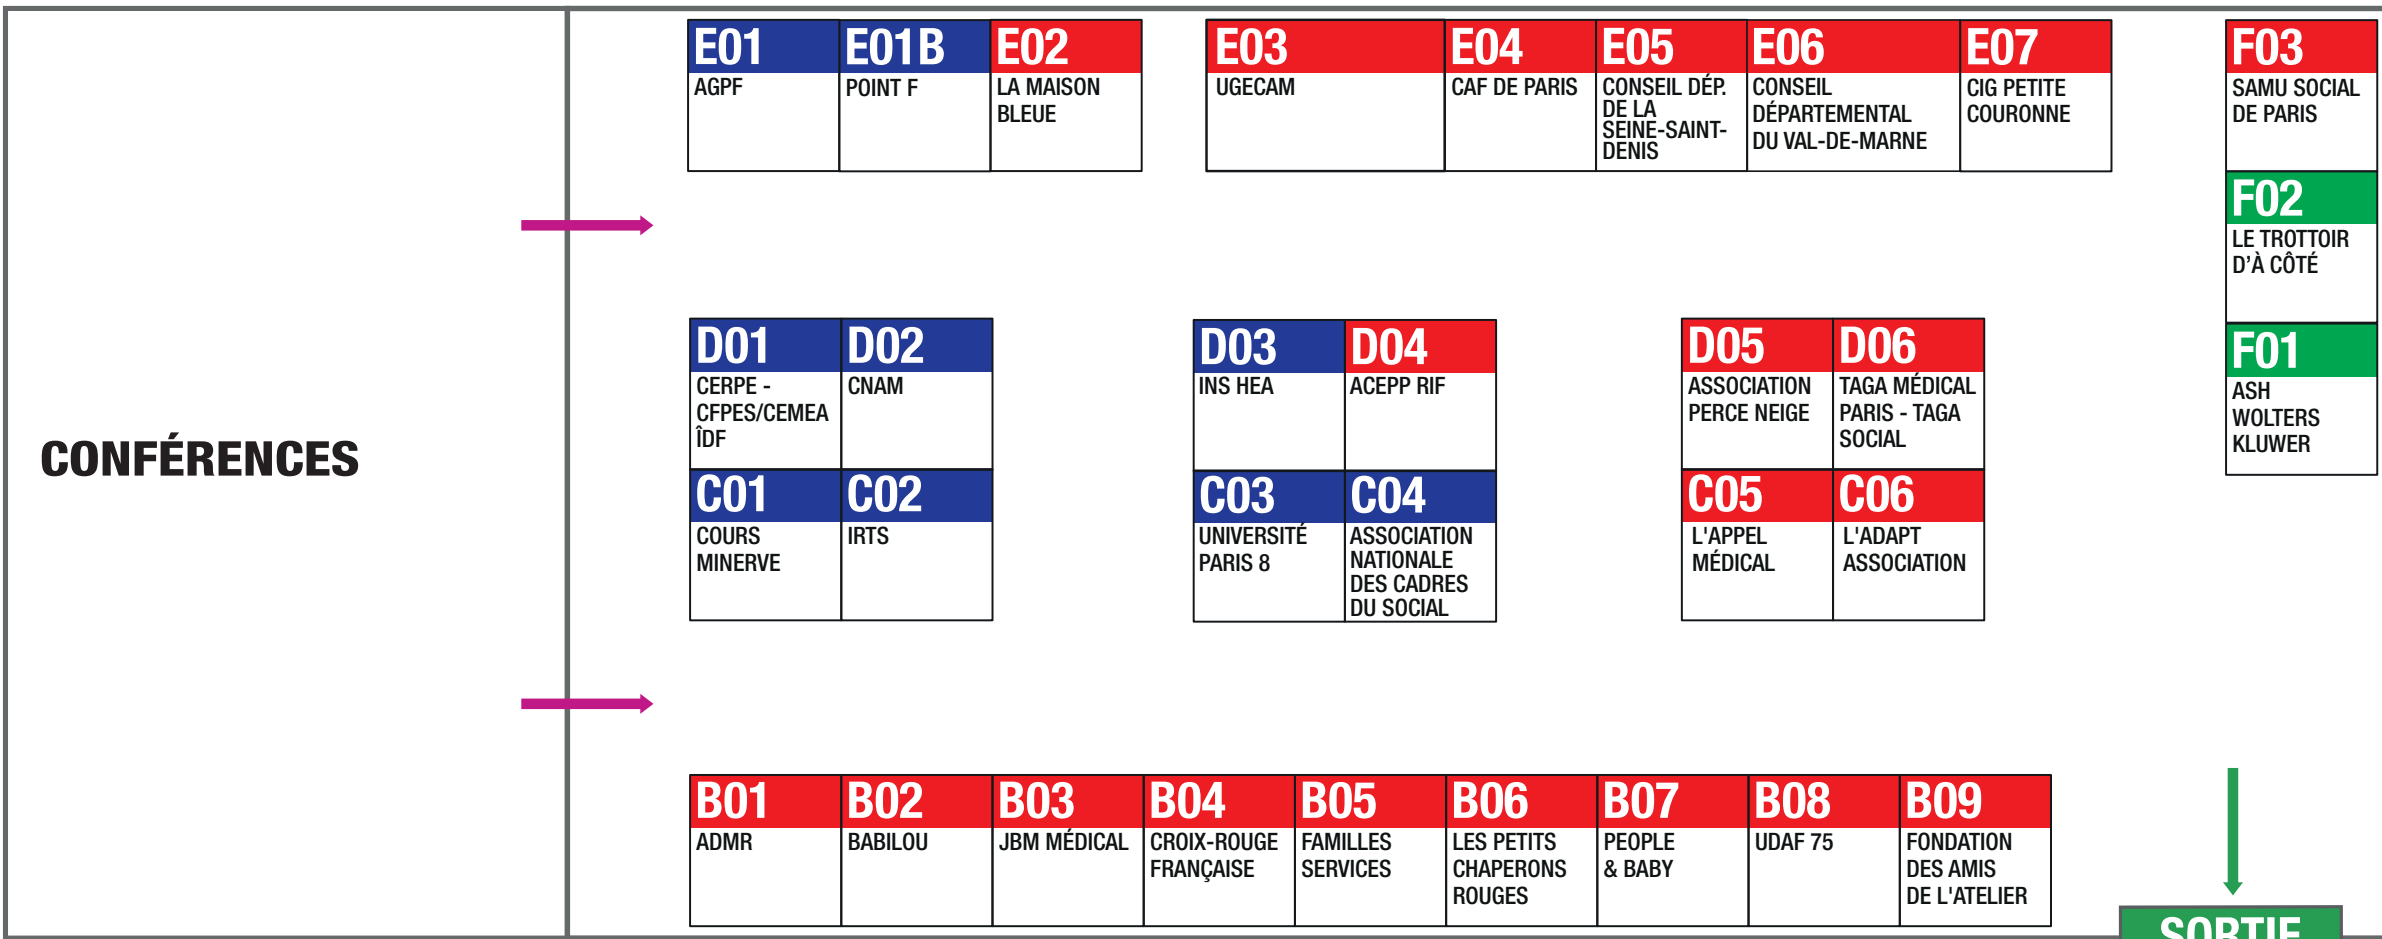 E01
AGPF
E01B
POINT F
E02
LA MAISON
BLEUE
E03
UGECAM
E04
CAF DE PARIS
E05
CONSEIL DÉP.
DE LA
SEINE-SAINT-
DENIS
E06
CONSEIL
DÉPARTEMENTAL
DU VAL-DE-MARNE
E07
CIG PETITE
COURONNE
F03
SAMU SOCIAL
DE PARIS
F02
LE TROTTOIR
D'À CÔTÉ
F01
ASH
WOLTERS
KLUWER
CONFÉRENCES
D01
CERPE -
CFPES/CEMEA
ÎDF
D02
CNAM
D03
INS HEA
D04
ACEPP RIF
D05
ASSOCIATION
PERCE NEIGE
D06
TAGA MÉDICAL
PARIS - TAGA
SOCIAL
C01
COURS
MINERVE
C02
IRTS
C03
UNIVERSITÉ
PARIS 8
C04
ASSOCIATION
NATIONALE
DES CADRES
DU SOCIAL
C05
L'APPEL
MÉDICAL
C06
L'ADAPT
ASSOCIATION
B01
ADMR
B02
BABILOU
B03
JBM MÉDICAL
B04
CROIX-ROUGE
FRANÇAISE
B05
FAMILLES
SERVICES
B06
LES PETITS
CHAPERONS
ROUGES
B07
PEOPLE
& BABY
B08
UDAF 75
B09
FONDATION
DES AMIS
DE L'ATELIER
SORTIE